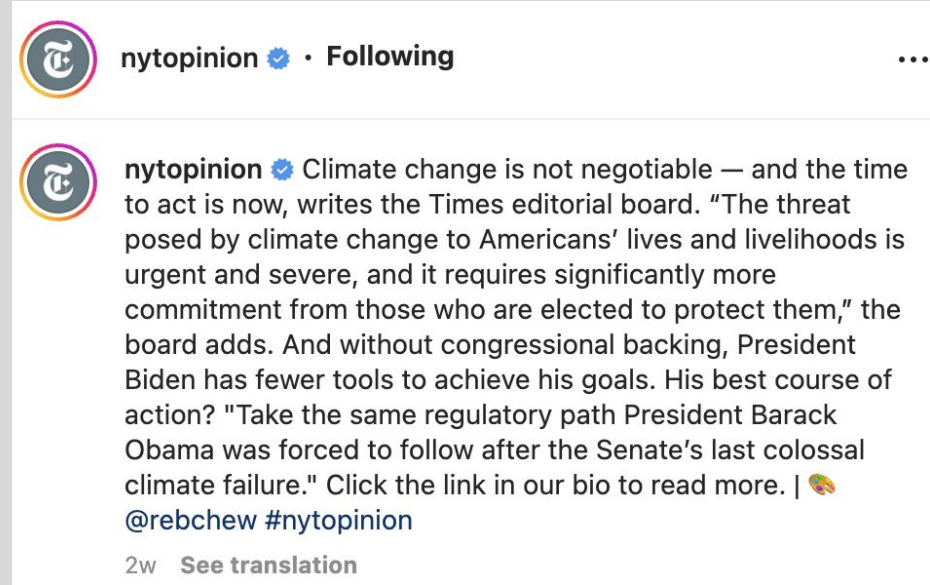 nytopinion • Following
nytopinion Climate change is not negotiable — and the time
to act is now, writes the Times editorial board. “The threat
posed by climate change to Americans’ lives and livelihoods is
urgent and severe, and it requires significantly more
commitment from those who are elected to protect them,” the
board adds. And without congressional backing, President
Biden has fewer tools to achieve his goals. His best course of
action? "Take the same regulatory path President Barack
Obama was forced to follow after the Senate’s last colossal
climate failure." Click the link in our bio to read more. | 🎨
@rebchew #nytopinion
2w See translation